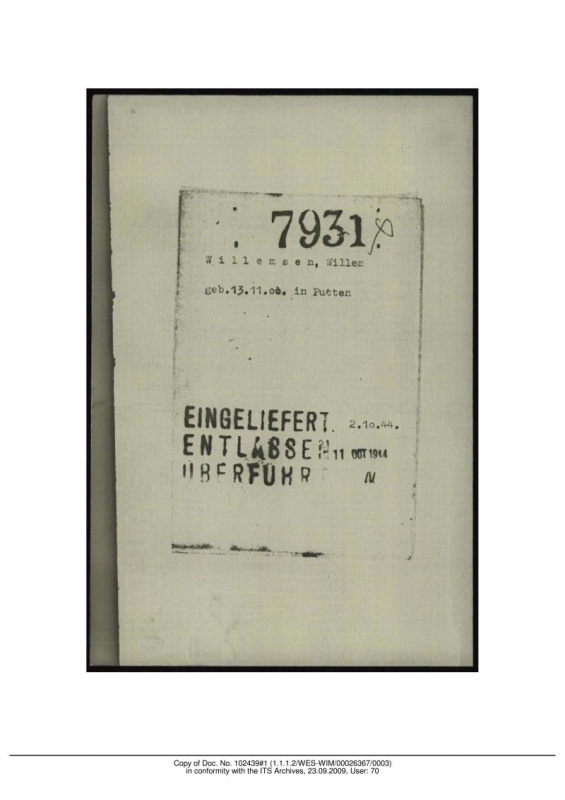 7931
Willemsen, Willem
geb.13.11.oo. in Putten
EINGELIEFERT. 2.10.44.
ENTLASSEN 11 OCT 1944
ÜBERFÜHRT N
Copy of Doc. No. 102439#1 (1.1.1.2/WES-WIM/00026367/0003)
in conformity with the ITS Archives, 23.09.2009, User: 70